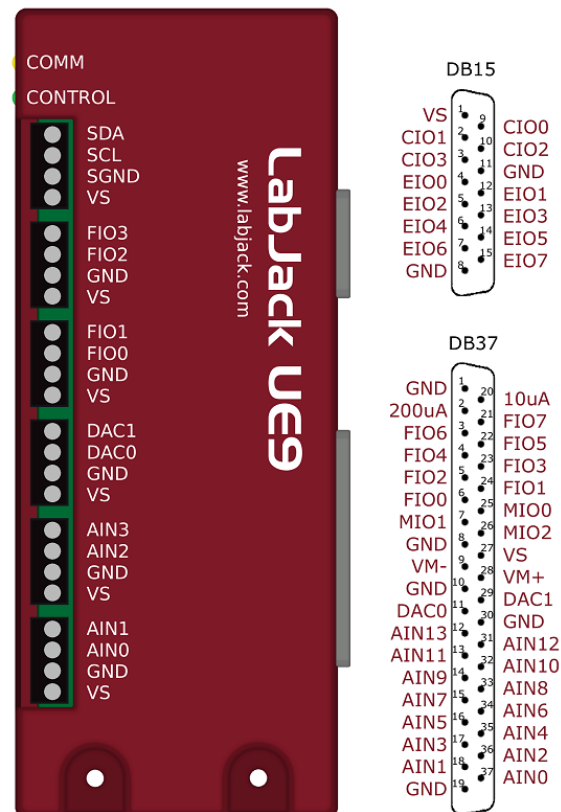 COMM
CONTROL
SDA
SCL
SGND
VS
FIO3
FIO2
GND
VS
FIO1
FIO0
GND
VS
DAC1
DAC0
GND
VS
AIN3
AIN2
GND
VS
AIN1
AIN0
GND
VS
LabJack UE9
www.labjack.com
DB15
VS 1
9 CIO0
CIO1 2
10 CIO2
CIO3 3
11 GND
EIO0 4
12 EIO1
EIO2 5
13 EIO3
EIO4 6
14 EIO5
EIO6 7
15 EIO7
GND 8
DB37
GND 1
20 10uA
200uA 2
21 FIO7
FIO6 3
22 FIO5
FIO4 4
23 FIO3
FIO2 5
24 FIO1
FIO0 6
25 MIO0
MIO1 7
26 MIO2
GND 8
27 VS
VM- 9
28 VM+
GND 10
29 DAC1
DAC0 11
30 GND
AIN13 12
31 AIN12
AIN11 13
32 AIN10
AIN9 14
33 AIN8
AIN7 15
34 AIN6
AIN5 16
35 AIN4
AIN3 17
36 AIN2
AIN1 18
37 AIN0
GND 19